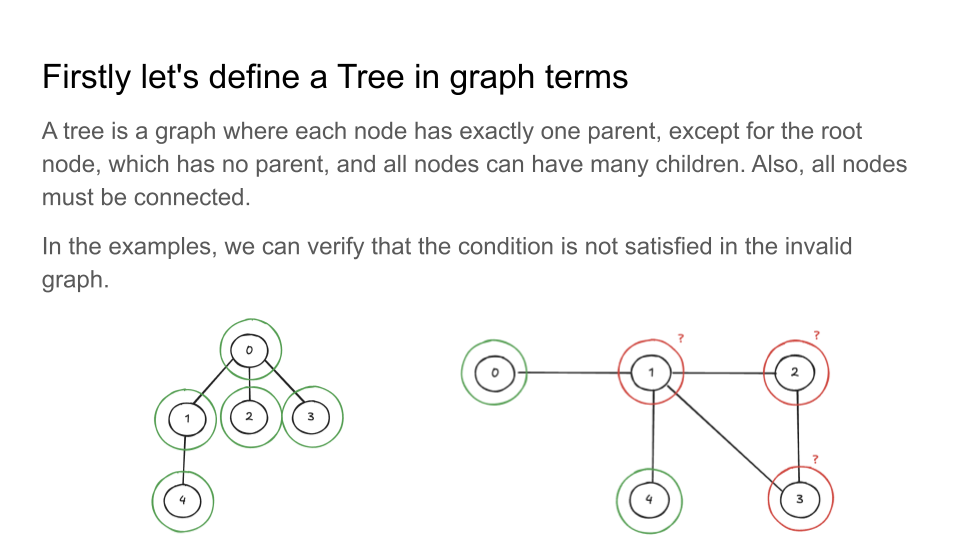 Firstly let's define a Tree in graph terms
A tree is a graph where each node has exactly one parent, except for the root
node, which has no parent, and all nodes can have many children. Also, all nodes
must be connected.
In the examples, we can verify that the condition is not satisfied in the invalid
graph.
0
1
2
3
4
0
1
?
2
?
4
3
?